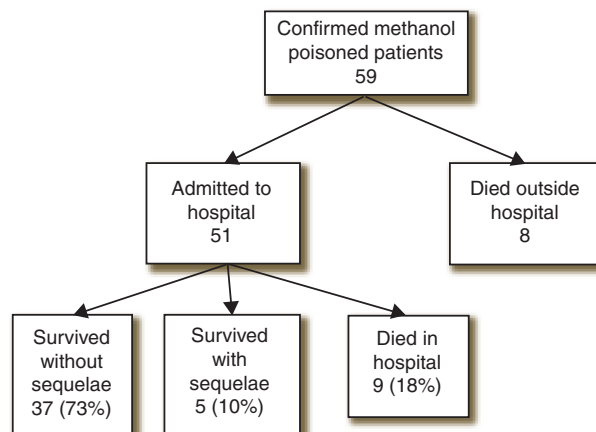 Confirmed methanol
poisoned patients
59
Admitted to
hospital
51
Died outside
hospital
8
Survived
without
sequelae
37 (73%)
Survived
with
sequelae
5 (10%)
Died in
hospital
9 (18%)